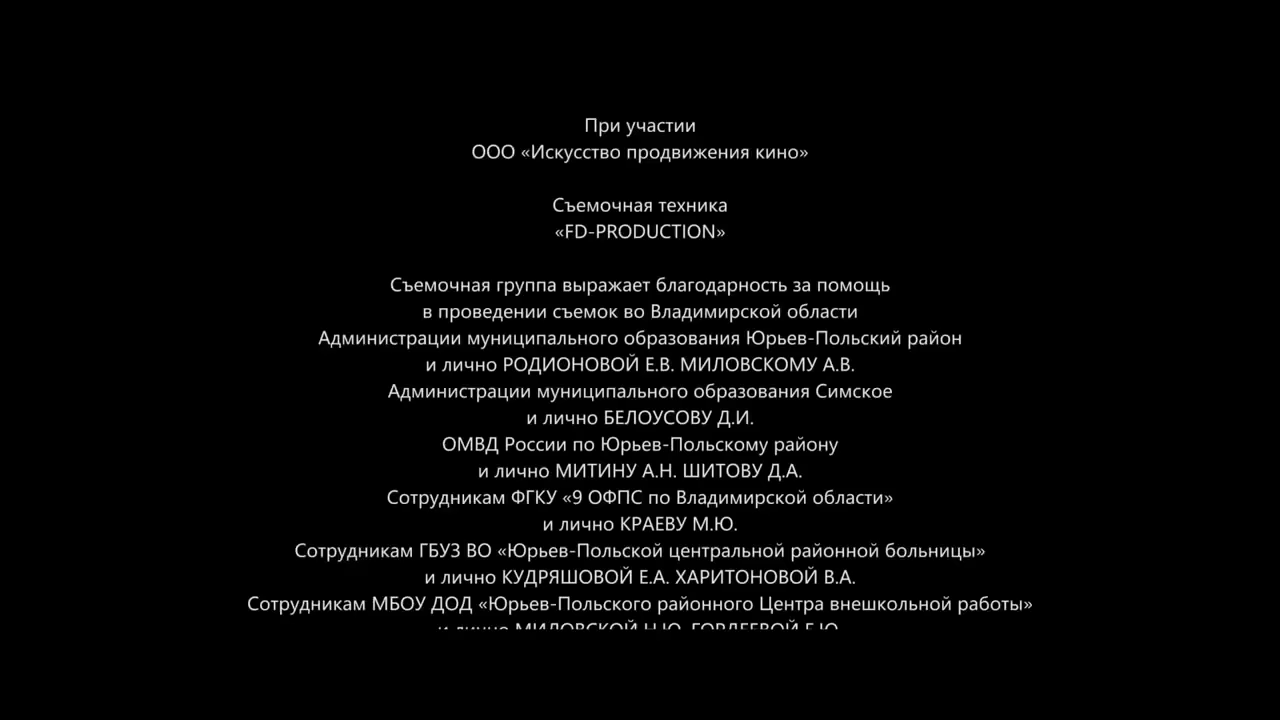 При участии
ООО «Искусство продвижения кино»
Съемочная техника
«FD-PRODUCTION»
Съемочная группа выражает благодарность за помощь
в проведении съемок во Владимирской области
Администрации муниципального образования Юрьев-Польский район
и лично РОДИОНОВОЙ Е.В. МИЛОВСКОМУ А.В.
Администрации муниципального образования Симское
и лично БЕЛОУСОВУ Д.И.
ОМВД России по Юрьев-Польскому району
и лично МИТИНУ А.Н. ШИТОВУ Д.А.
Сотрудникам ФГКУ «9 ОФПС по Владимирской области»
и лично КРАЕВУ М.Ю.
Сотрудникам ГБУЗ ВО «Юрьев-Польской центральной районной больницы»
и лично КУДРЯШОВОЙ Е.А. ХАРИТОНОВОЙ В.А.
Сотрудникам МБОУ ДОД «Юрьев-Польского районного Центра внешкольной работы»
и лично МИЛОВСКОЙ Н.Ю. ГОРДЕЕВОЙ